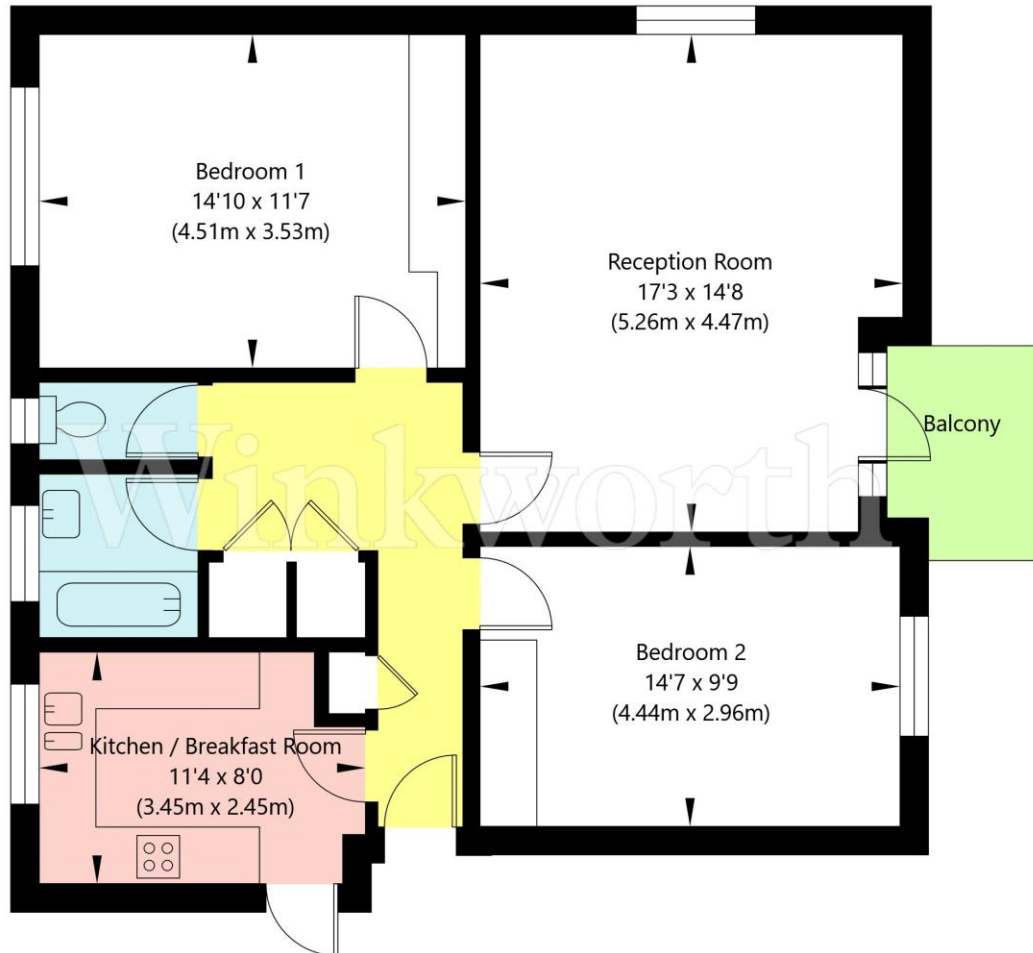 Bedroom 1
14'10 x 11'7
(4.51m x 3.53m)
Reception Room
17'3 x 14'8
(5.26m x 4.47m)
Balcony
Winkworth
Bedroom 2
14'7 x 9'9
(4.44m x 2.96m)
Kitchen / Breakfast Room
11'4 x 8'0
(3.45m x 2.45m)